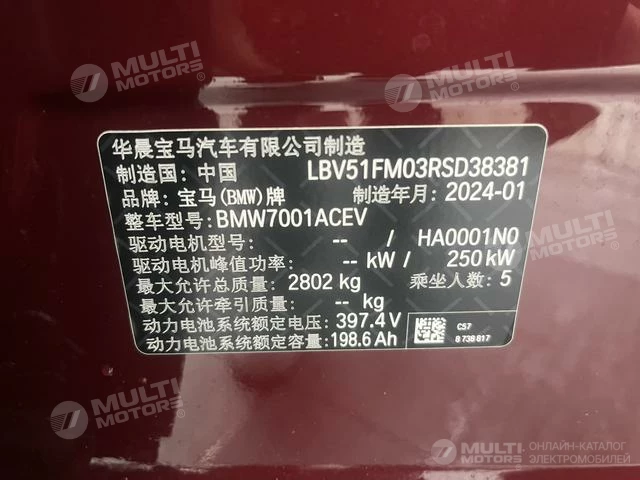 MULTI MOTORS
MULTI MOTORS
MULTI MOTORS
华晨宝马汽车有限公司制造
制造国: 中国 LBV51FM03RSD38381
品牌: 宝马(BMW)牌 制造年月: 2024-01
整车型号: BMW7001ACEV
驱动电机型号: -- / HA0001N0
驱动电机峰值功率: -- kW / 250 kW
最大允许总质量: 2802 kg 乘坐人数: 5
最大允许牵引质量: -- kg
动力电池系统额定电压: 397.4V
动力电池系统额定容量: 198.6 Ah
C57
8 738 817
MULTI MOTORS
MULTI MOTORS
MULTI MOTORS
MULTI MOTORS ОНЛАЙН-КАТАЛОГ ЭЛЕКТРОМОБИЛЕЙ